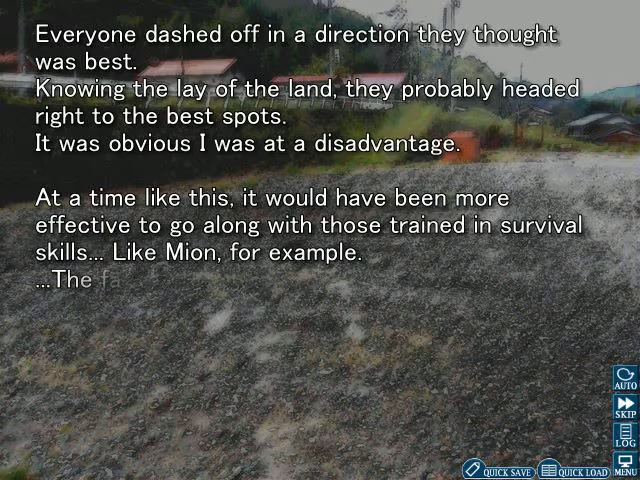 Everyone dashed off in a direction they thought
was best.
Knowing the lay of the land, they probably headed
right to the best spots.
It was obvious I was at a disadvantage.
At a time like this, it would have been more
effective to go along with those trained in survival
skills... Like Mion, for example.
...The fa
AUTO
SKIP
LOG
MENU
QUICK SAVE
QUICK LOAD